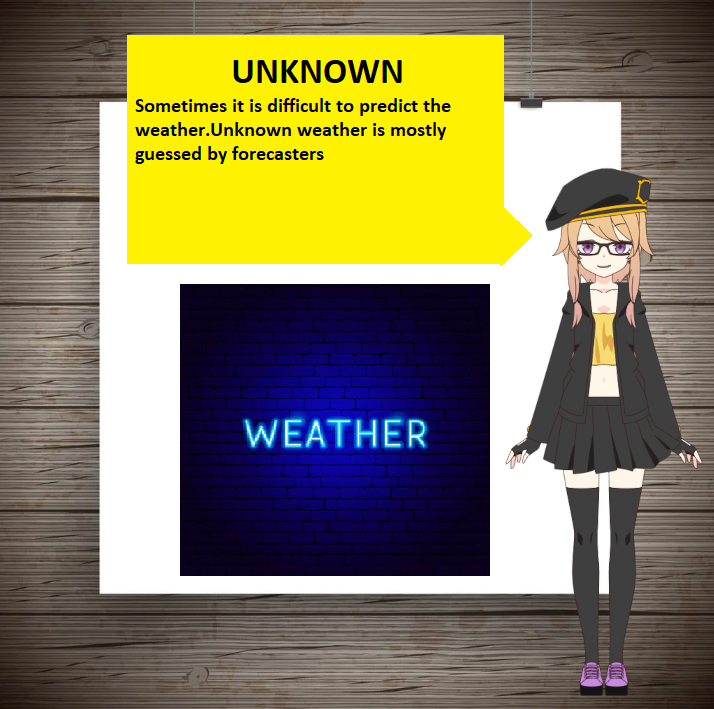 UNKNOWN
Sometimes it is difficult to predict the
weather.Unknown weather is mostly
guessed by forecasters
WEATHER